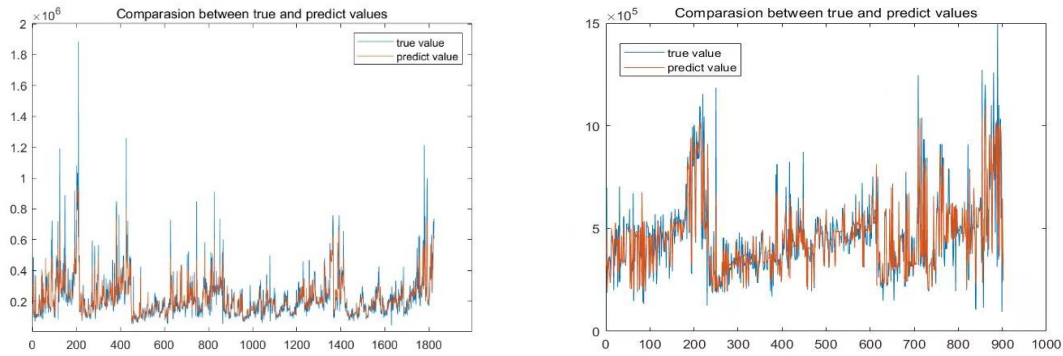 Comparasion between true and predict values
2 ×10⁶
true value
predict value
1.8
1.6
1.4
1.2
1
0.8
0.6
0.4
0.2
0 200 400 600 800 1000 1200 1400 1600 1800
Comparasion between true and predict values
15 ×10⁵
true value
predict value
10
5
0
0 100 200 300 400 500 600 700 800 900 1000